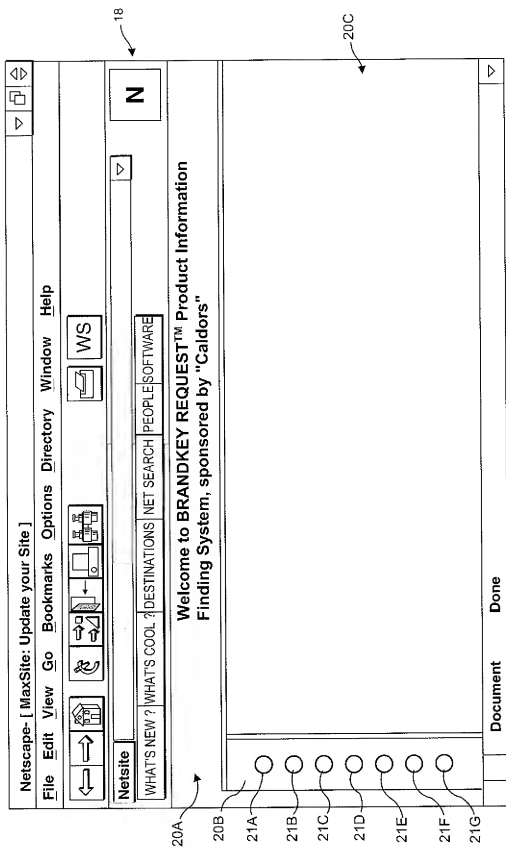 Netscape- [ MaxSite: Update your Site ]
File Edit View Go Bookmarks Options Directory Window Help
WS
Netsite
N
18
WHAT'S NEW ? WHAT'S COOL ? DESTINATIONS NET SEARCH PEOPLE SOFTWARE
Welcome to BRANDKEY REQUEST™ Product Information
Finding System, sponsored by "Caldors"
20A
20B
20C
21A
21B
21C
21D
21E
21F
21G
Document Done